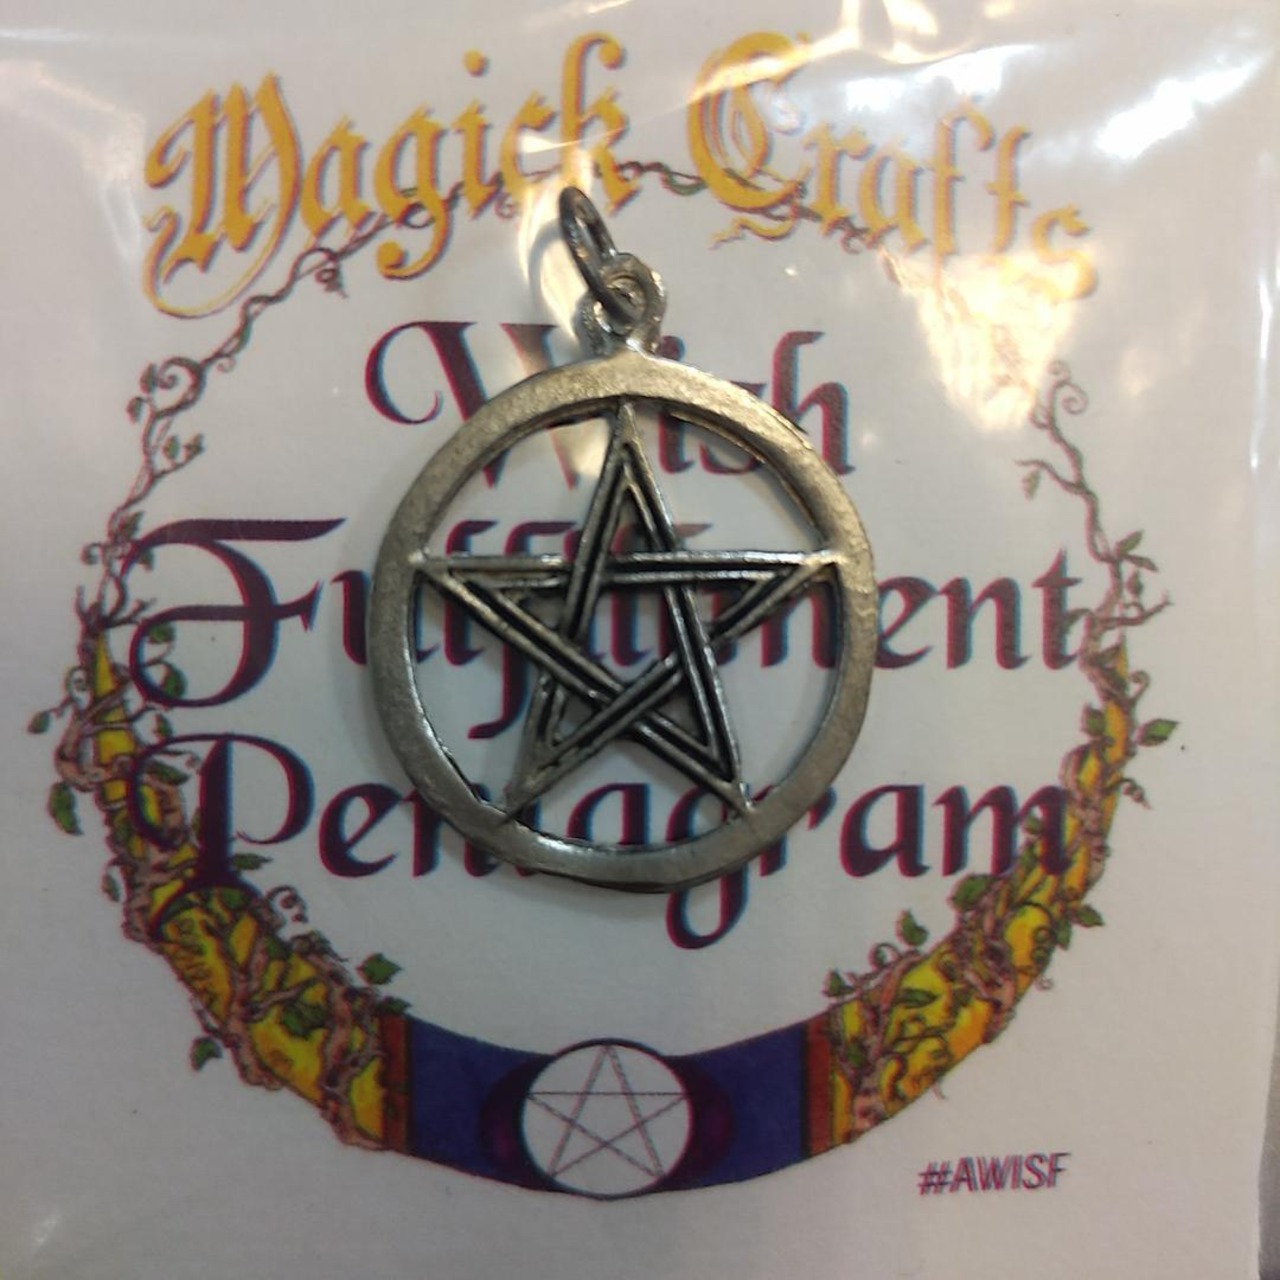 Magick Crafts
Wish
Fulfillment
Pentagram
#AWISF